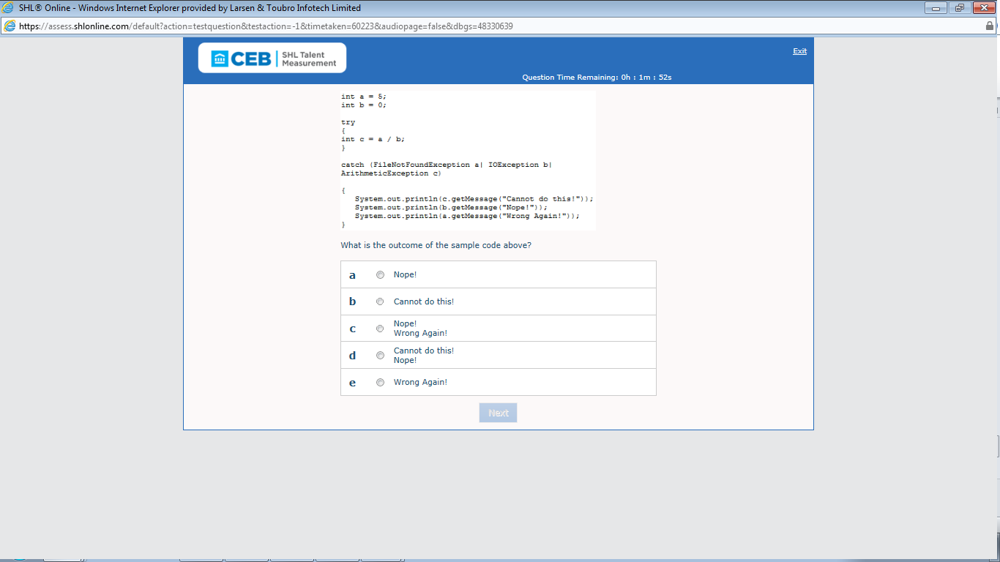 SHL® Online - Windows Internet Explorer provided by Larsen & Toubro Infotech Limited
https://assess.shlonline.com/default?action=testquestion&testaction=-1&timetaken=60223&audiopage=false&dbgs=48330639
CEB | SHL Talent
Measurement
Exit
Question Time Remaining: 0h : 1m : 52s
int a = 5;
int b = 0;
try
{
int c = a / b;
}
catch (FileNotFoundException a| IOException b|
ArithmeticException c)
{
System.out.println(c.getMessage("Cannot do this!"));
System.out.println(b.getMessage("Nope!"));
System.out.println(a.getMessage("Wrong Again!"));
}
What is the outcome of the sample code above?
a Nope!
b Cannot do this!
c Nope!
Wrong Again!
d Cannot do this!
Nope!
e Wrong Again!
Next